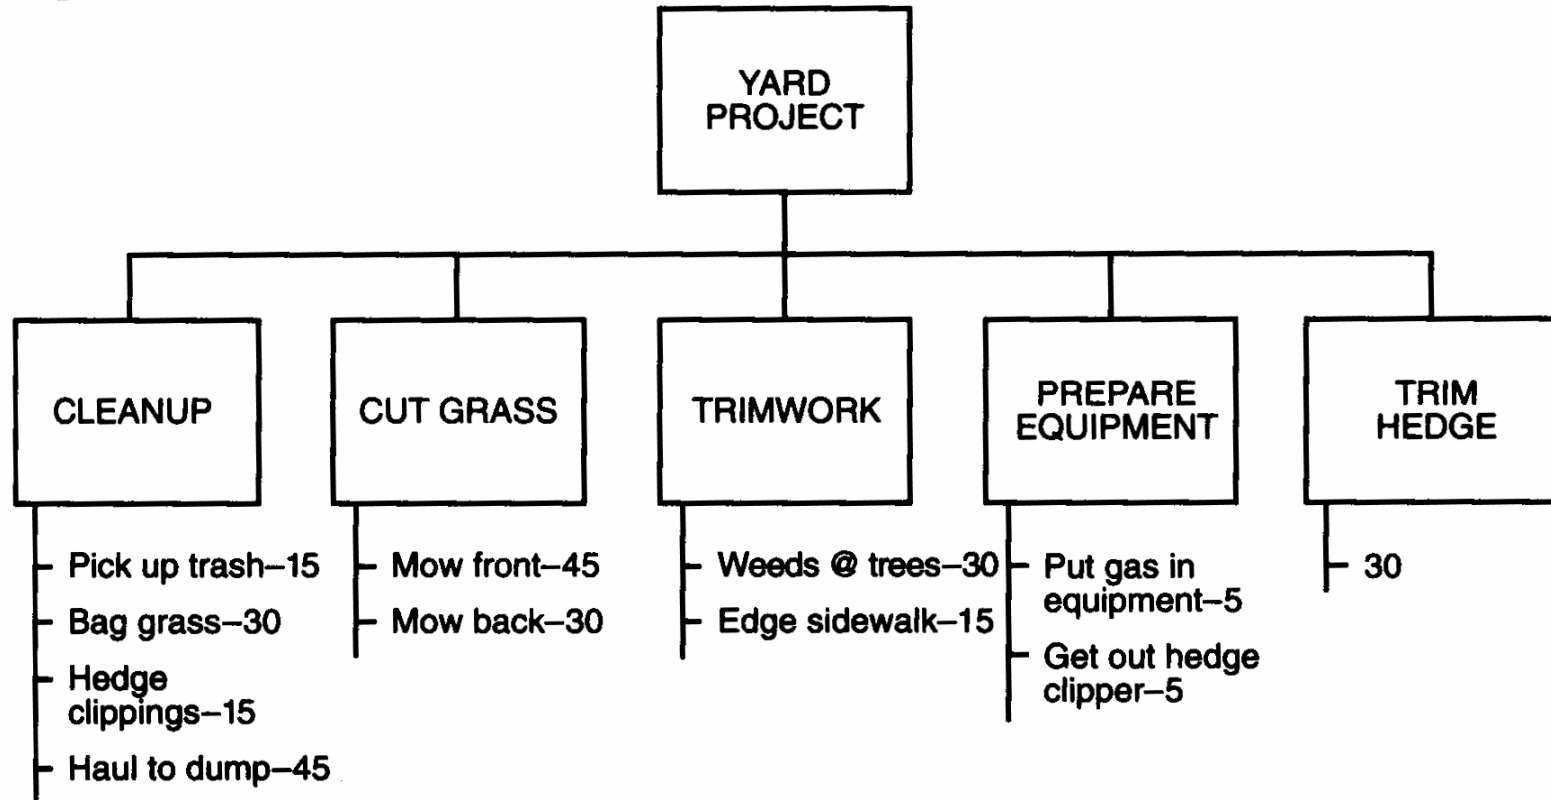 YARD
PROJECT
CLEANUP
CUT GRASS
TRIMWORK
PREPARE
EQUIPMENT
TRIM
HEDGE
Pick up trash–15
Bag grass–30
Hedge
clippings–15
Haul to dump–45
Mow front–45
Mow back–30
Weeds @ trees–30
Edge sidewalk–15
Put gas in
equipment–5
Get out hedge
clipper–5
30